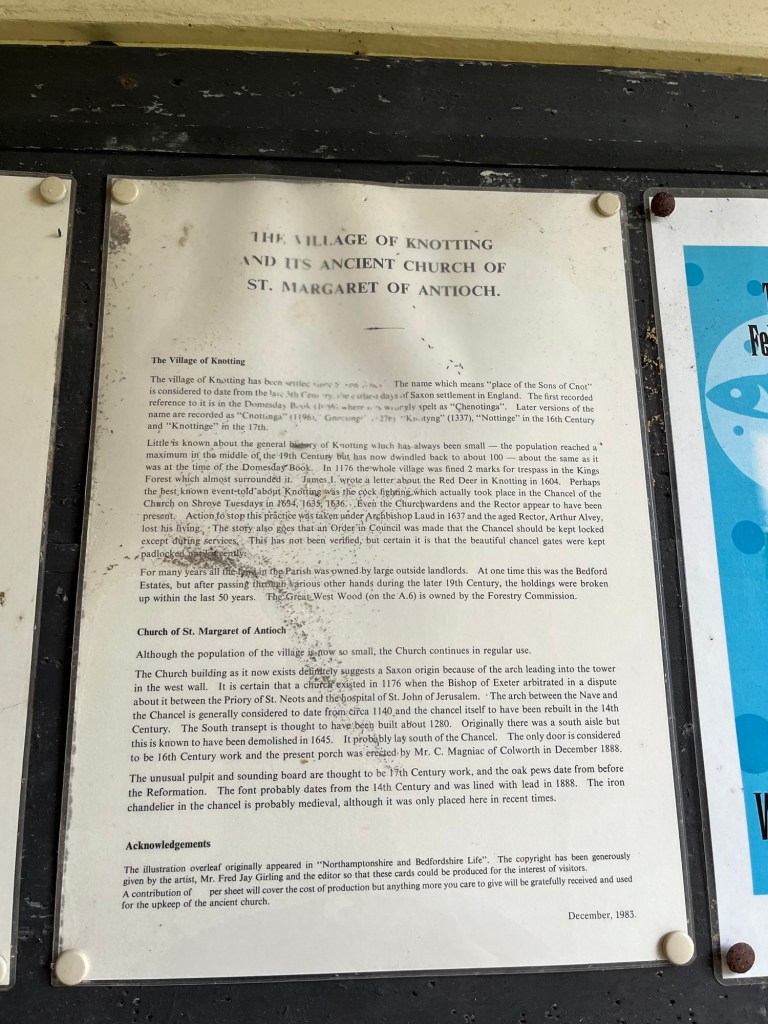 THE VILLAGE OF KNOTTING
AND ITS ANCIENT CHURCH OF
ST. MARGARET OF ANTIOCH.
The Village of Knotting
The village of Knotting has been settled since The name which means "place of the Sons of Cnot"
is considered to date from the late 5th Century, the earliest days of Saxon settlement in England. The first recorded
reference to it is in the Domesday Book where it is wrongly spelt as "Chenotinga". Later versions of the
name are recorded as "Cnottinga" (1196), "Knottyng" (1337), "Nottinge" in the 16th Century
and "Knottinge" in the 17th.
Little is known about the general history of Knotting which has always been small — the population reached a
maximum in the middle of the 19th Century but has now dwindled back to about 100 — about the same as it
was at the time of the Domesday Book. In 1176 the whole village was fined 2 marks for trespass in the Kings
Forest which almost surrounded it. James I. wrote a letter about the Red Deer in Knotting in 1604. Perhaps
the best known event told about Knotting was the cock fighting which actually took place in the Chancel of the
Church on Shrove Tuesdays in 1634, 1635, 1636. Even the Churchwardens and the Rector appear to have been
present. Action to stop this practice was taken under Archbishop Laud in 1637 and the aged Rector, Arthur Alvey,
lost his living. The story also goes that an Order in Council was made that the Chancel should be kept locked
except during services. This has not been verified, but certain it is that the beautiful chancel gates were kept
padlocked until recently.
For many years all the land in the Parish was owned by large outside landlords. At one time this was the Bedford
Estates, but after passing through various other hands during the later 19th Century, the holdings were broken
up within the last 50 years. The Great West Wood (on the A.6) is owned by the Forestry Commission.
Church of St. Margaret of Antioch
Although the population of the village is now so small, the Church continues in regular use.
The Church building as it now exists definitely suggests a Saxon origin because of the arch leading into the tower
in the west wall. It is certain that a church existed in 1176 when the Bishop of Exeter arbitrated in a dispute
about it between the Priory of St. Neots and the hospital of St. John of Jerusalem. The arch between the Nave and
the Chancel is generally considered to date from circa 1140 and the chancel itself to have been rebuilt in the 14th
Century. The South transept is thought to have been built about 1280. Originally there was a south aisle but
this is known to have been demolished in 1645. It probably lay south of the Chancel. The only door is considered
to be 16th Century work and the present porch was erected by Mr. C. Magniac of Colworth in December 1888.
The unusual pulpit and sounding board are thought to be 17th Century work, and the oak pews date from before
the Reformation. The font probably dates from the 14th Century and was lined with lead in 1888. The iron
chandelier in the chancel is probably medieval, although it was only placed here in recent times.
Acknowledgements
The illustration overleaf originally appeared in "Northamptonshire and Bedfordshire Life". The copyright has been generously
given by the artist, Mr. Fred Jay Girling and the editor so that these cards could be produced for the interest of visitors.
A contribution of per sheet will cover the cost of production but anything more you care to give will be gratefully received and used
for the upkeep of the ancient church.
December, 1983.